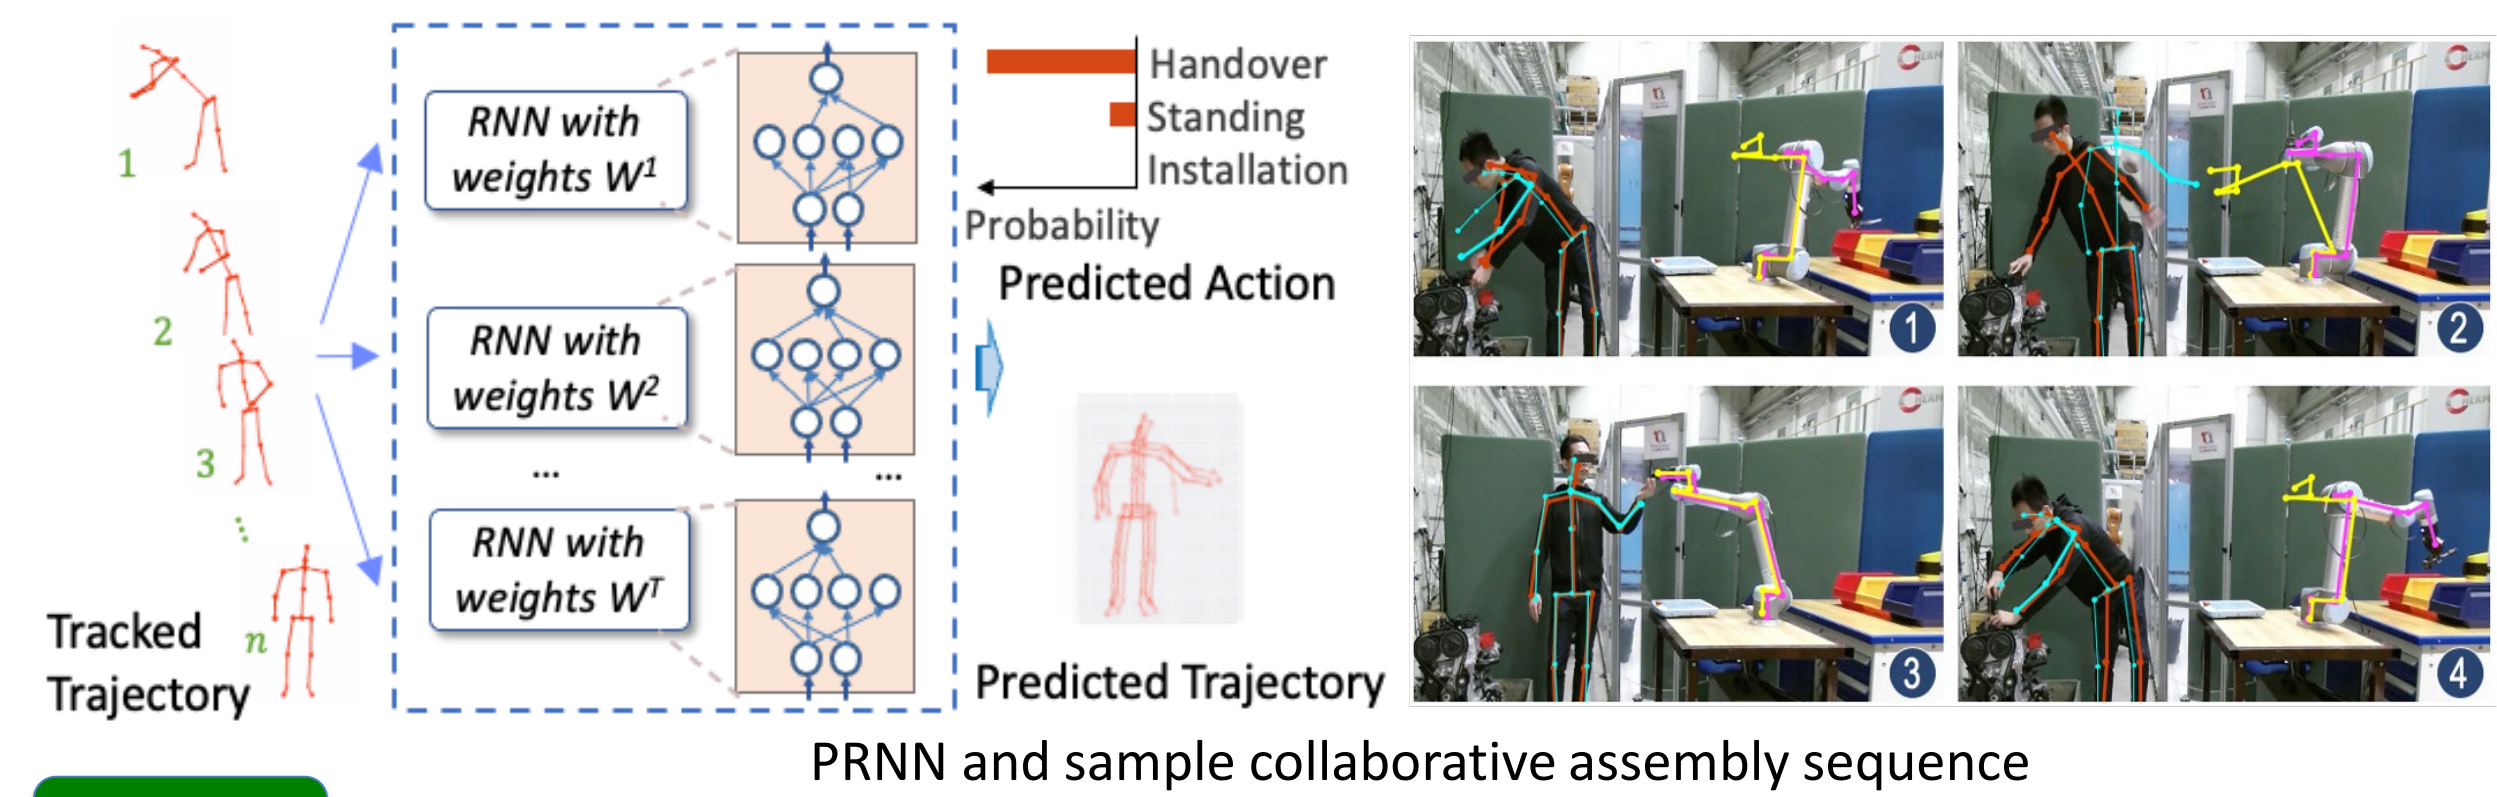 1
2
3
n
Tracked
Trajectory
RNN with
weights W¹
RNN with
weights W²
...
...
RNN with
weights Wᵀ
Handover
Standing
Installation
Probability
Predicted Action
Predicted Trajectory
1
2
3
4
PRNN and sample collaborative assembly sequence